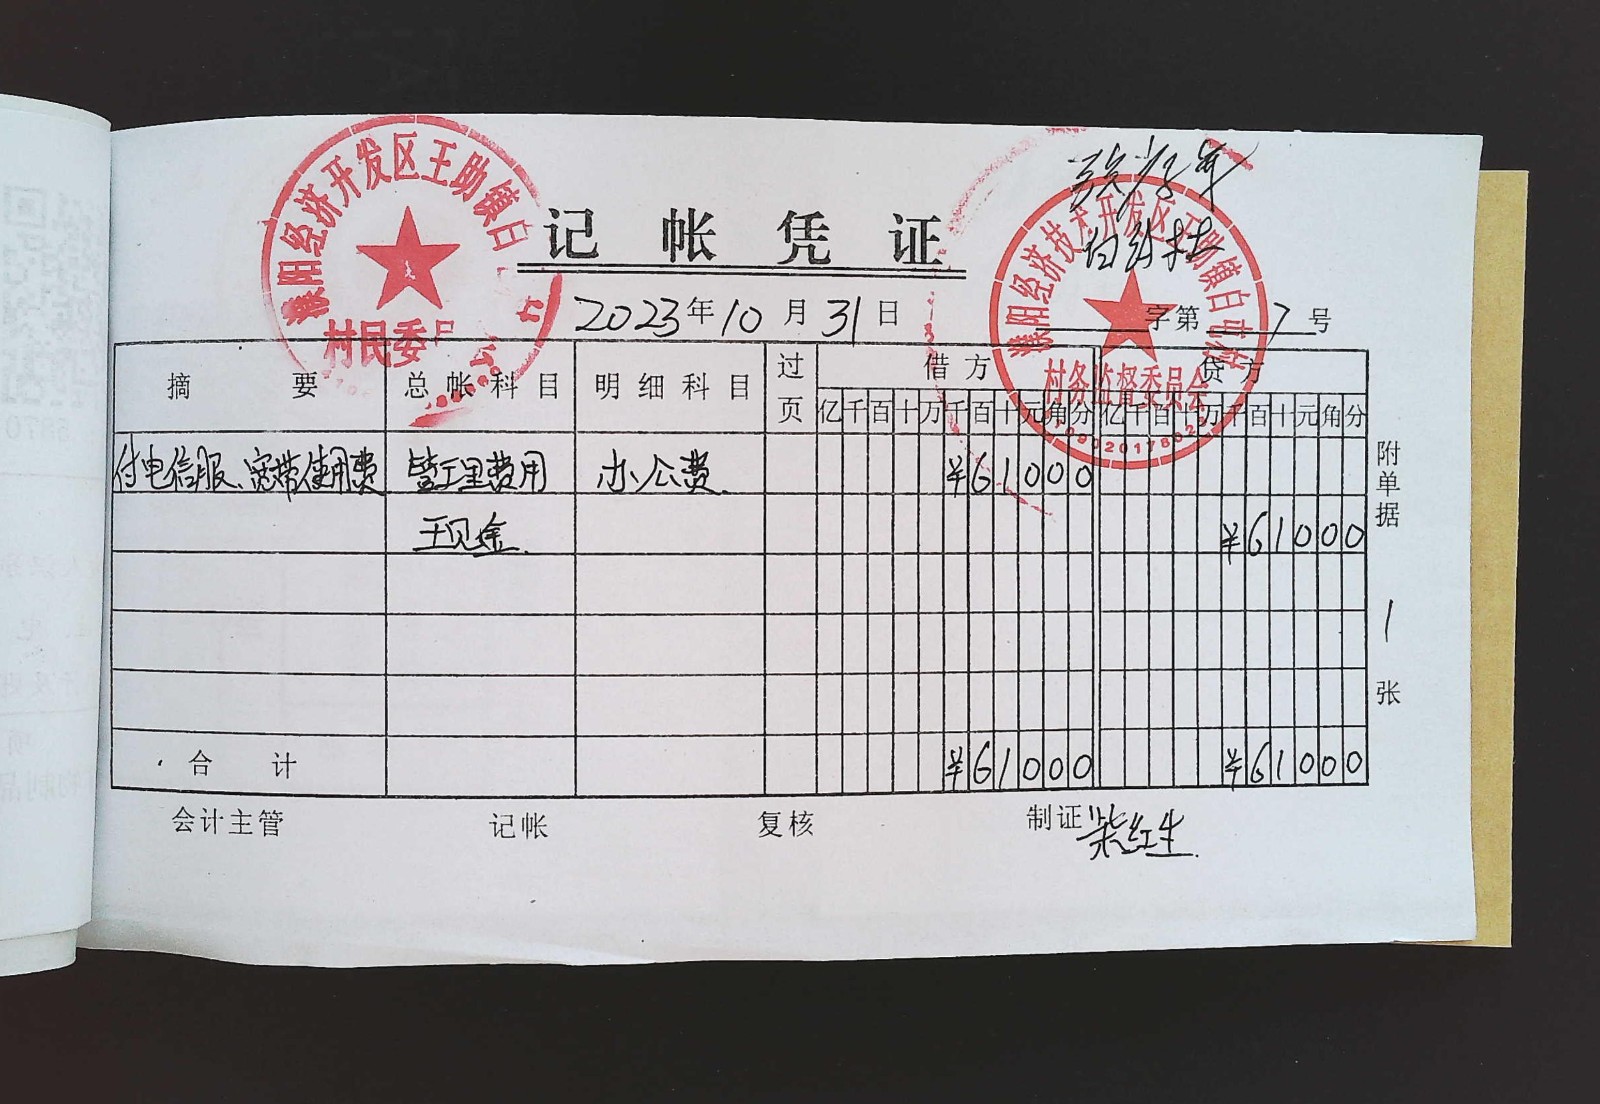 濮阳经济开发区王助镇白
村民委
记帐凭证
濮阳经济技术开发区王助镇白
村务监督委员会
4109020178
2023年10月31日
字第7号
摘要 总帐科目 明细科目 过页 借方 贷方
亿千百十万千百十元角分 亿千百十万千百十元角分
付电信服、宽带使用费 管理费用 办公费 ¥61000
现金 ¥61000
合计 ¥61000 ¥61000
附单据1张
会计主管 记帐 复核 制证 柴红生